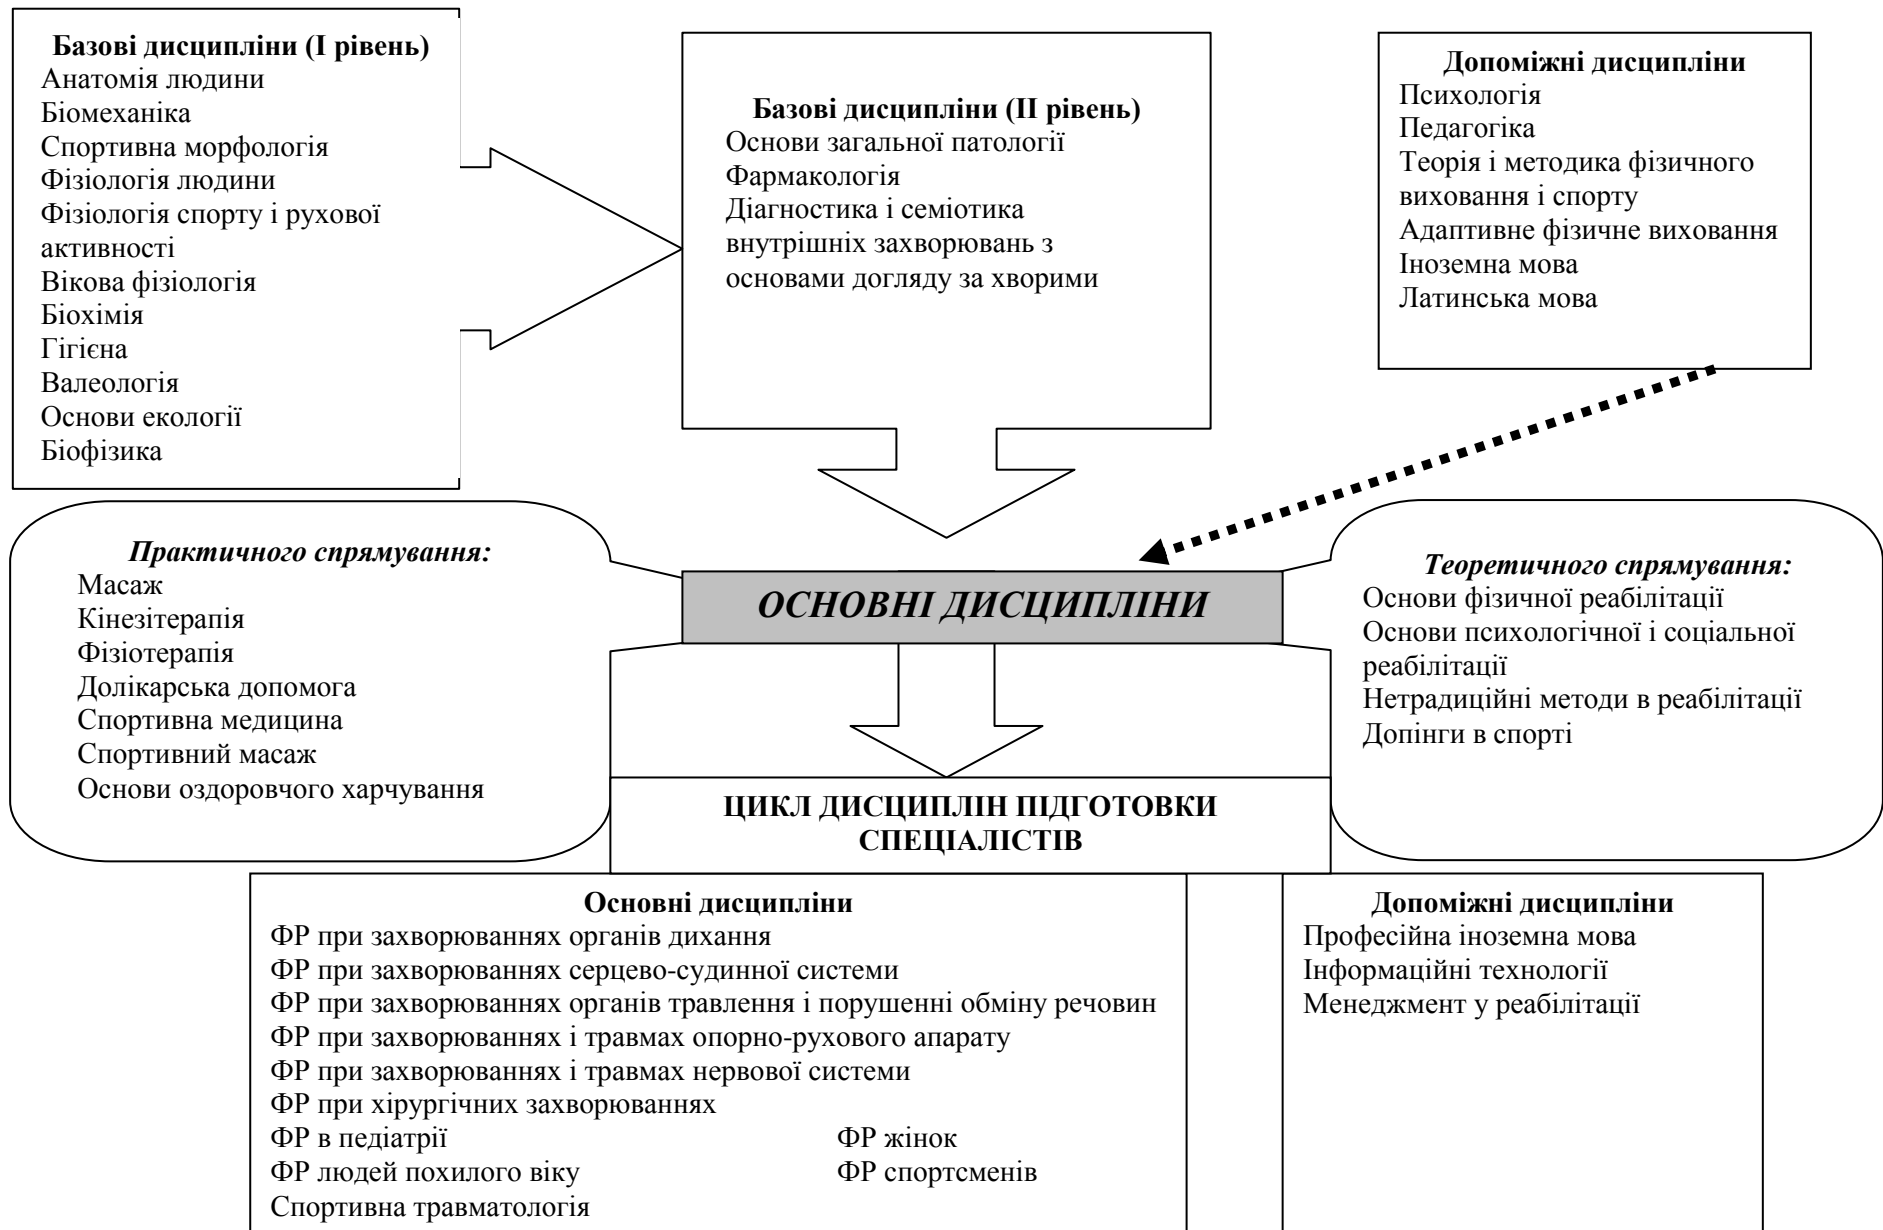 Базові дисципліни (І рівень)
Анатомія людини
Біомеханіка
Спортивна морфологія
Фізіологія людини
Фізіологія спорту і рухової
активності
Вікова фізіологія
Біохімія
Гігієна
Валеологія
Основи екології
Біофізика
Базові дисципліни (ІІ рівень)
Основи загальної патології
Фармакологія
Діагностика і семіотика
внутрішніх захворювань з
основами догляду за хворими
Допоміжні дисципліни
Психологія
Педагогіка
Теорія і методика фізичного
виховання і спорту
Адаптивне фізичне виховання
Іноземна мова
Латинська мова
Практичного спрямування:
Масаж
Кінезітерапія
Фізіотерапія
Долікарська допомога
Спортивна медицина
Спортивний масаж
Основи оздоровчого харчування
ОСНОВНІ ДИСЦИПЛІНИ
Теоретичного спрямування:
Основи фізичної реабілітації
Основи психологічної і соціальної
реабілітації
Нетрадиційні методи в реабілітації
Допінги в спорті
ЦИКЛ ДИСЦИПЛІН ПІДГОТОВКИ
СПЕЦІАЛІСТІВ
Основні дисципліни
ФР при захворюваннях органів дихання
ФР при захворюваннях серцево-судинної системи
ФР при захворюваннях органів травлення і порушенні обміну речовин
ФР при захворюваннях і травмах опорно-рухового апарату
ФР при захворюваннях і травмах нервової системи
ФР при хірургічних захворюваннях
ФР в педіатрії ФР жінок
ФР людей похилого віку ФР спортсменів
Спортивна травматологія
Допоміжні дисципліни
Професійна іноземна мова
Інформаційні технології
Менеджмент у реабілітації